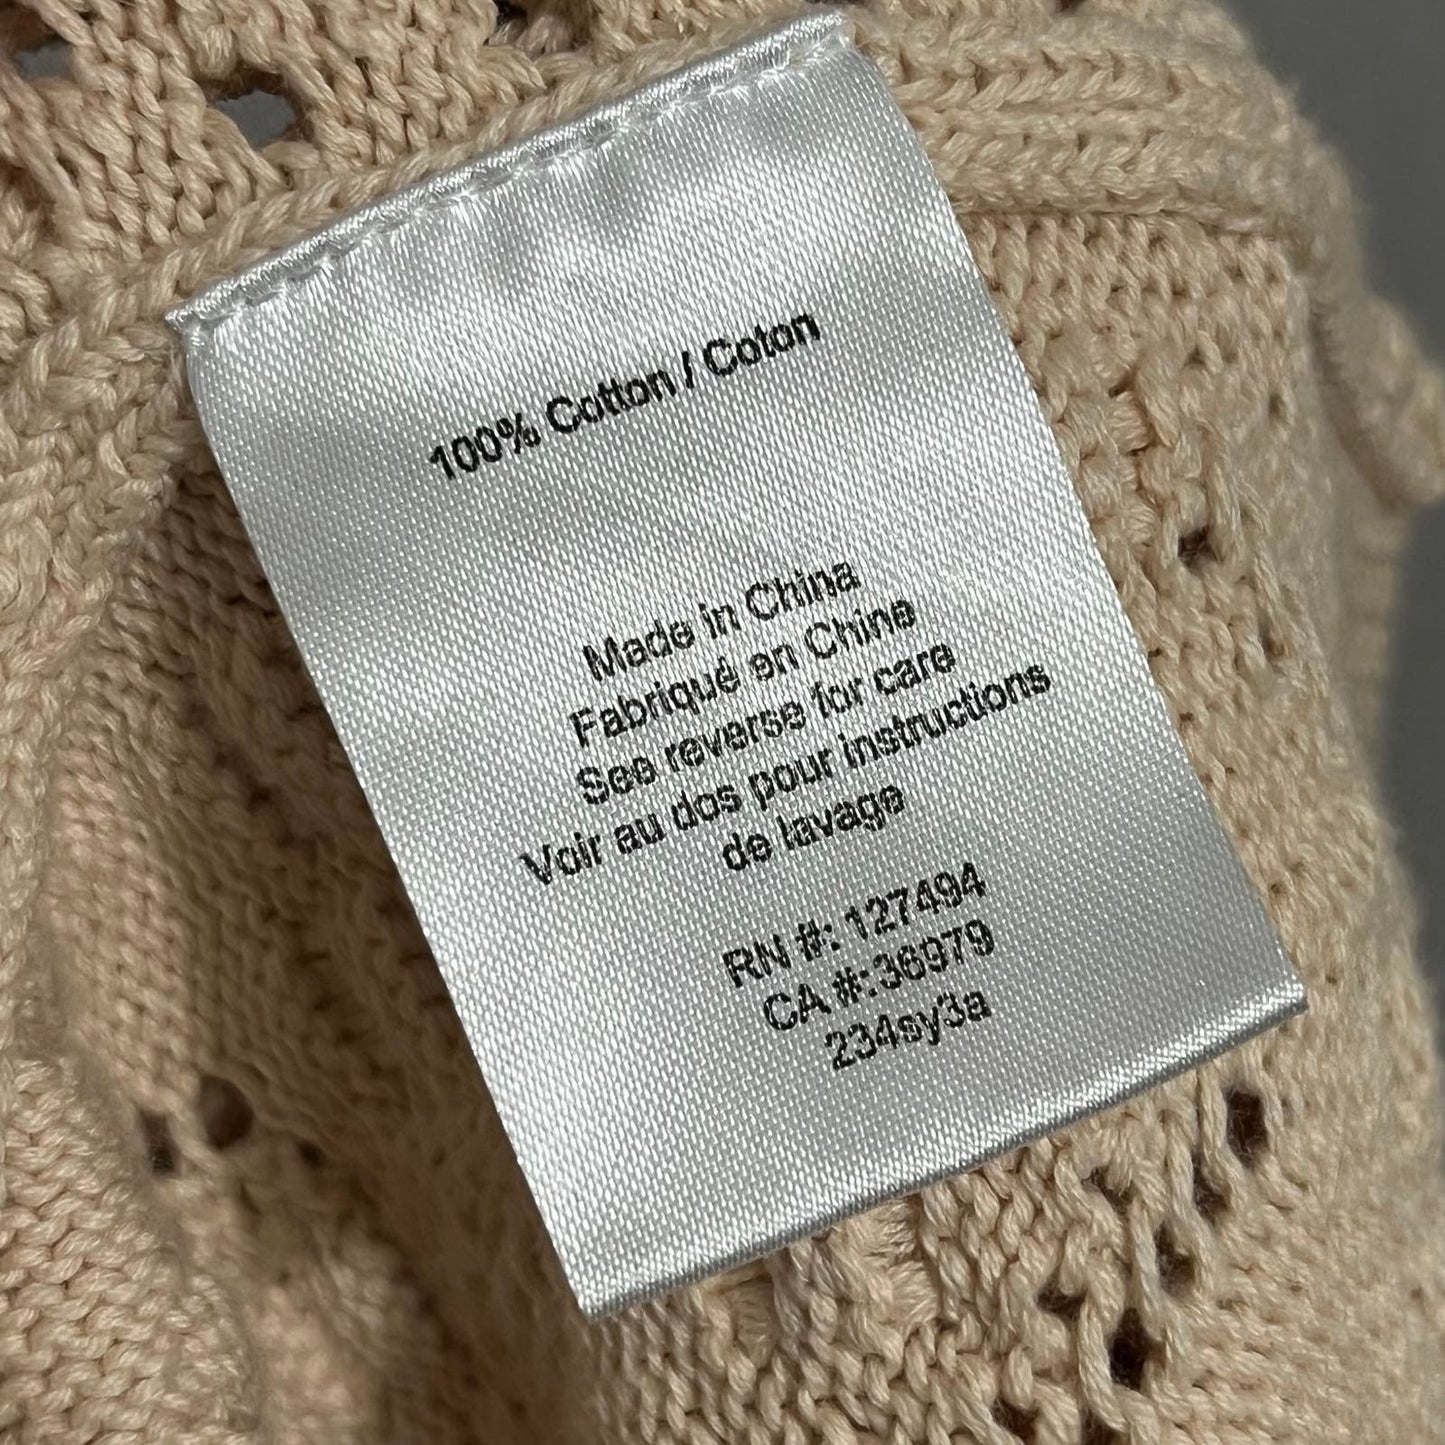 100% Cotton / Coton
Made in China
Fabriqué en Chine
See reverse for care
Voir au dos pour instructions
de lavage
RN #: 127494
CA #:36979
234sy3a